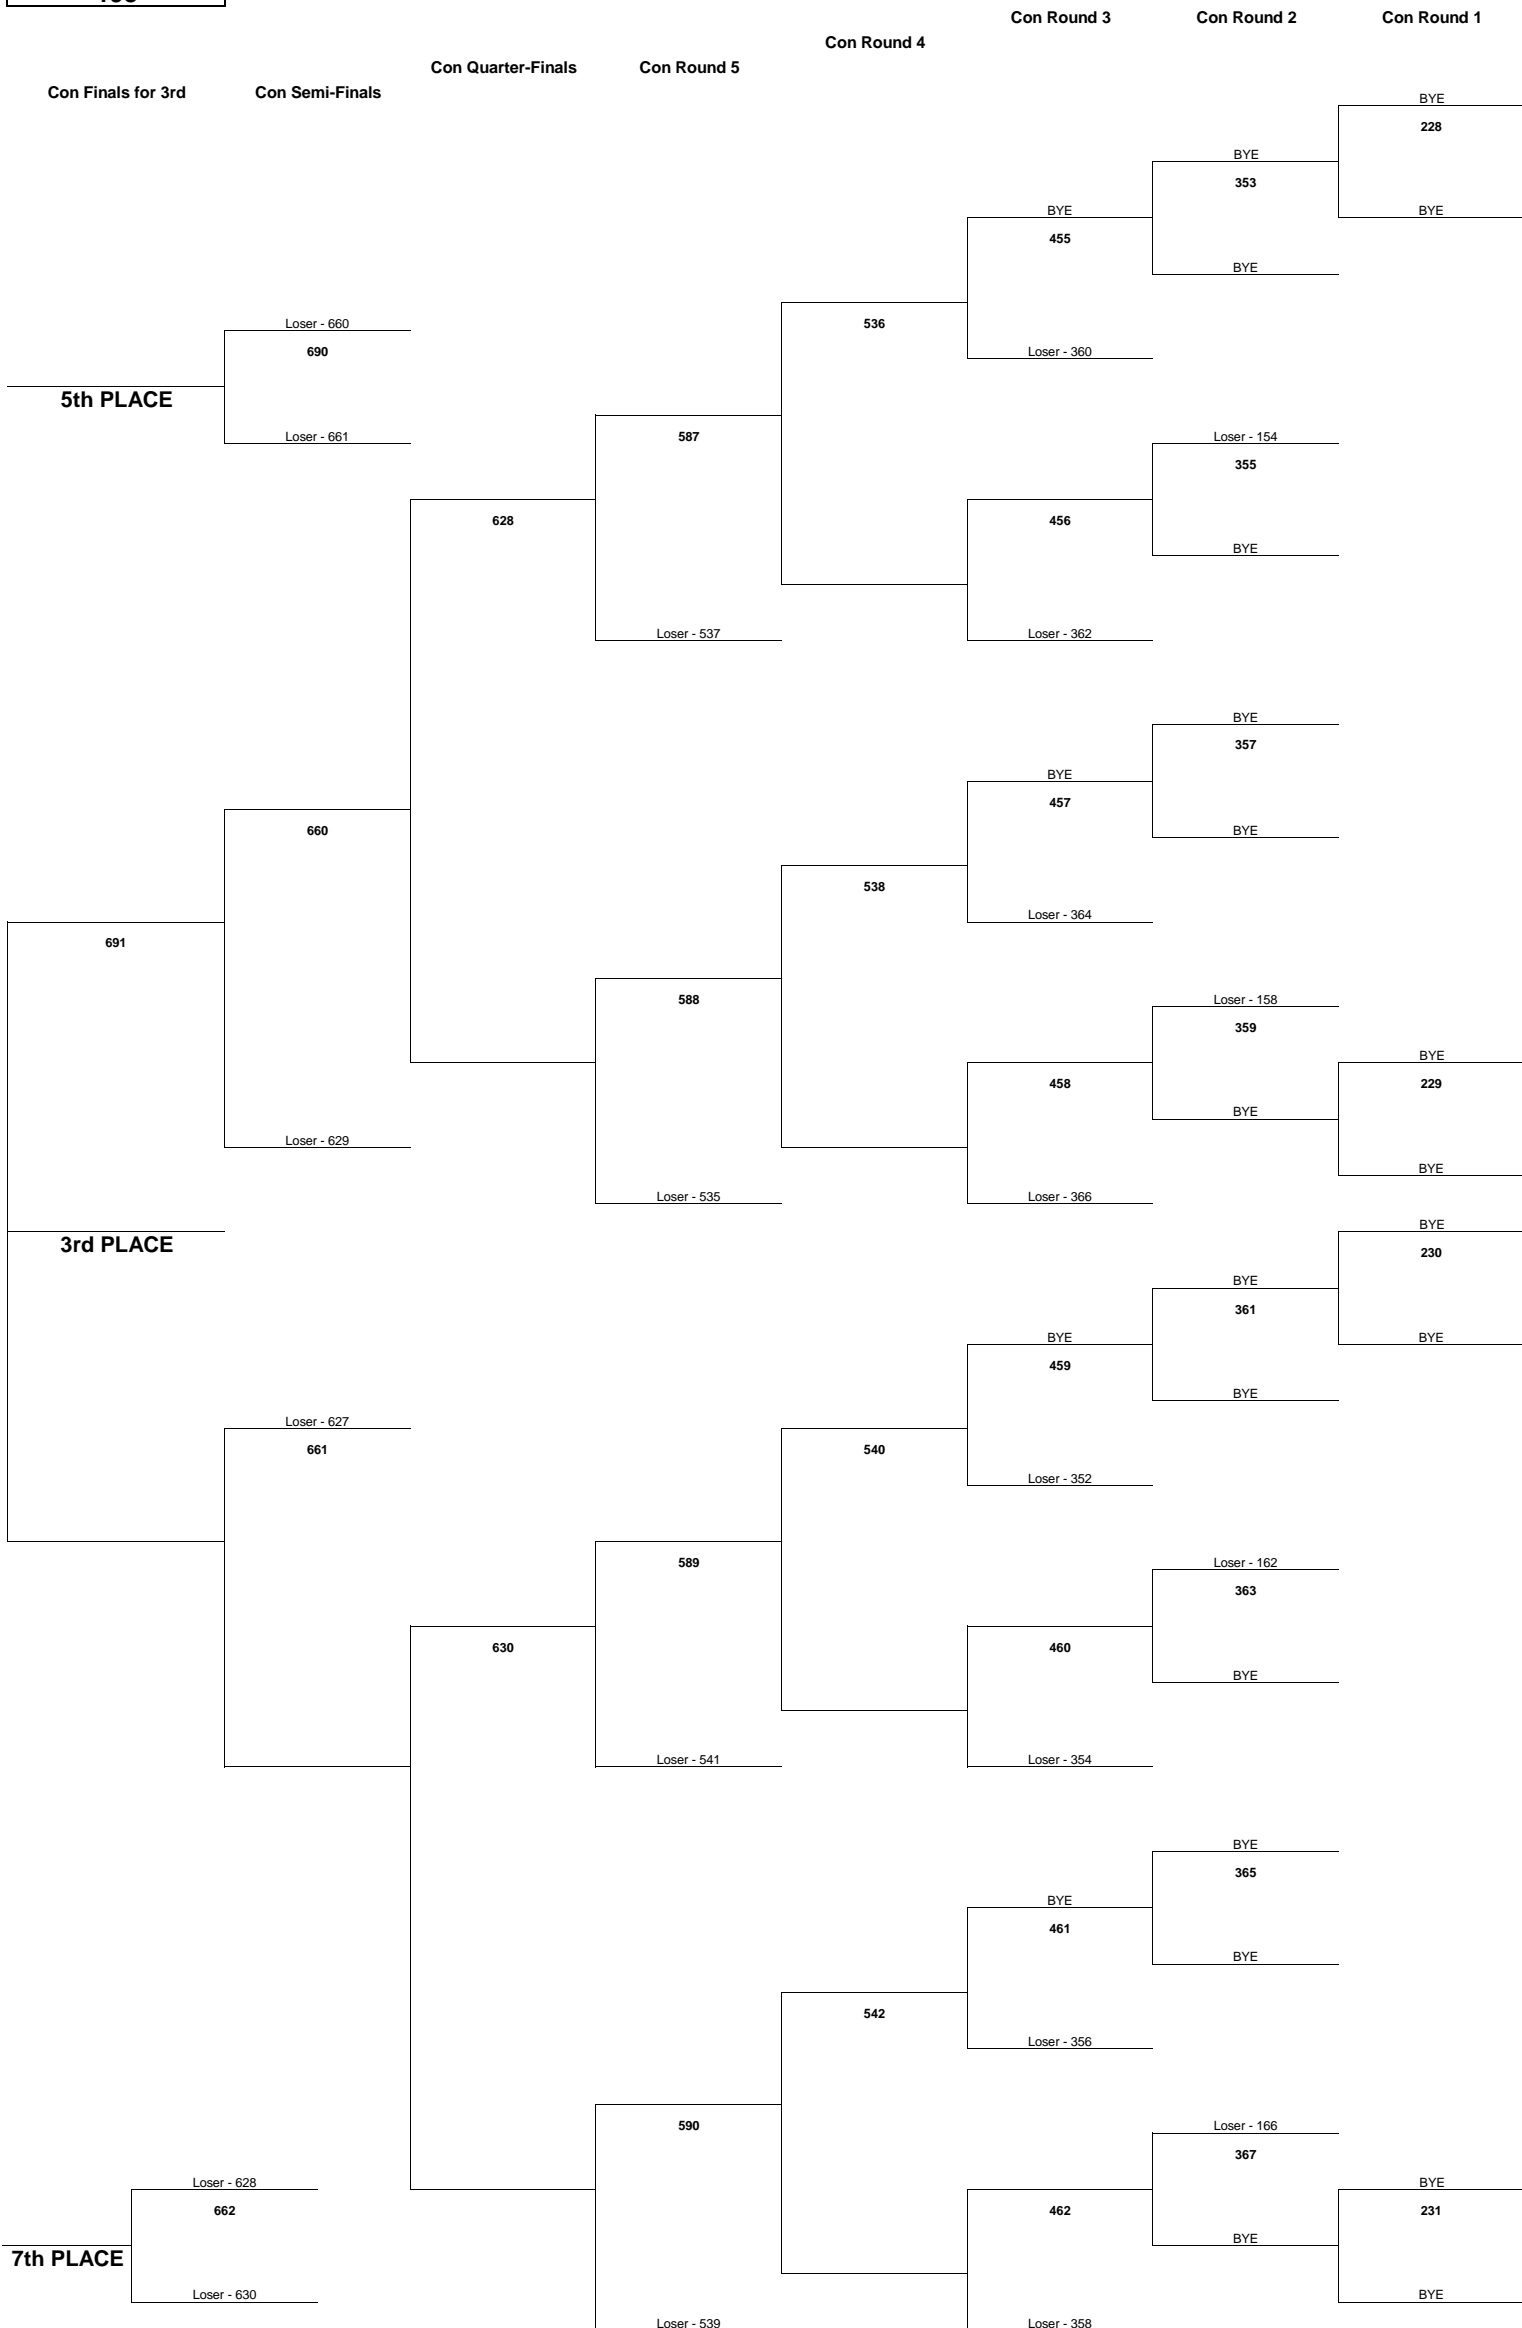 Con Round 3 Con Round 2 Con Round 1
Con Round 4
Con Quarter-Finals Con Round 5
Con Finals for 3rd Con Semi-Finals
BYE
228
BYE
353
BYE BYE
455
BYE
Loser - 660
536
690 Loser - 360
5th PLACE
Loser - 661 587 Loser - 154
355
628 456
BYE
Loser - 537 Loser - 362
BYE
357
BYE
457
660 BYE
538
Loser - 364
691
588 Loser - 158
359
BYE
458 229
BYE
Loser - 629
BYE
Loser - 535 Loser - 366
BYE
3rd PLACE
230
BYE
361
BYE BYE
459
BYE
Loser - 627
661 540
Loser - 352
589 Loser - 162
363
630 460
BYE
Loser - 541 Loser - 354
BYE
365
BYE
461
BYE
542
Loser - 356
590 Loser - 166
367
Loser - 628 BYE
662 462 231
BYE
7th PLACE
Loser - 630 BYE
Loser - 539 Loser - 358